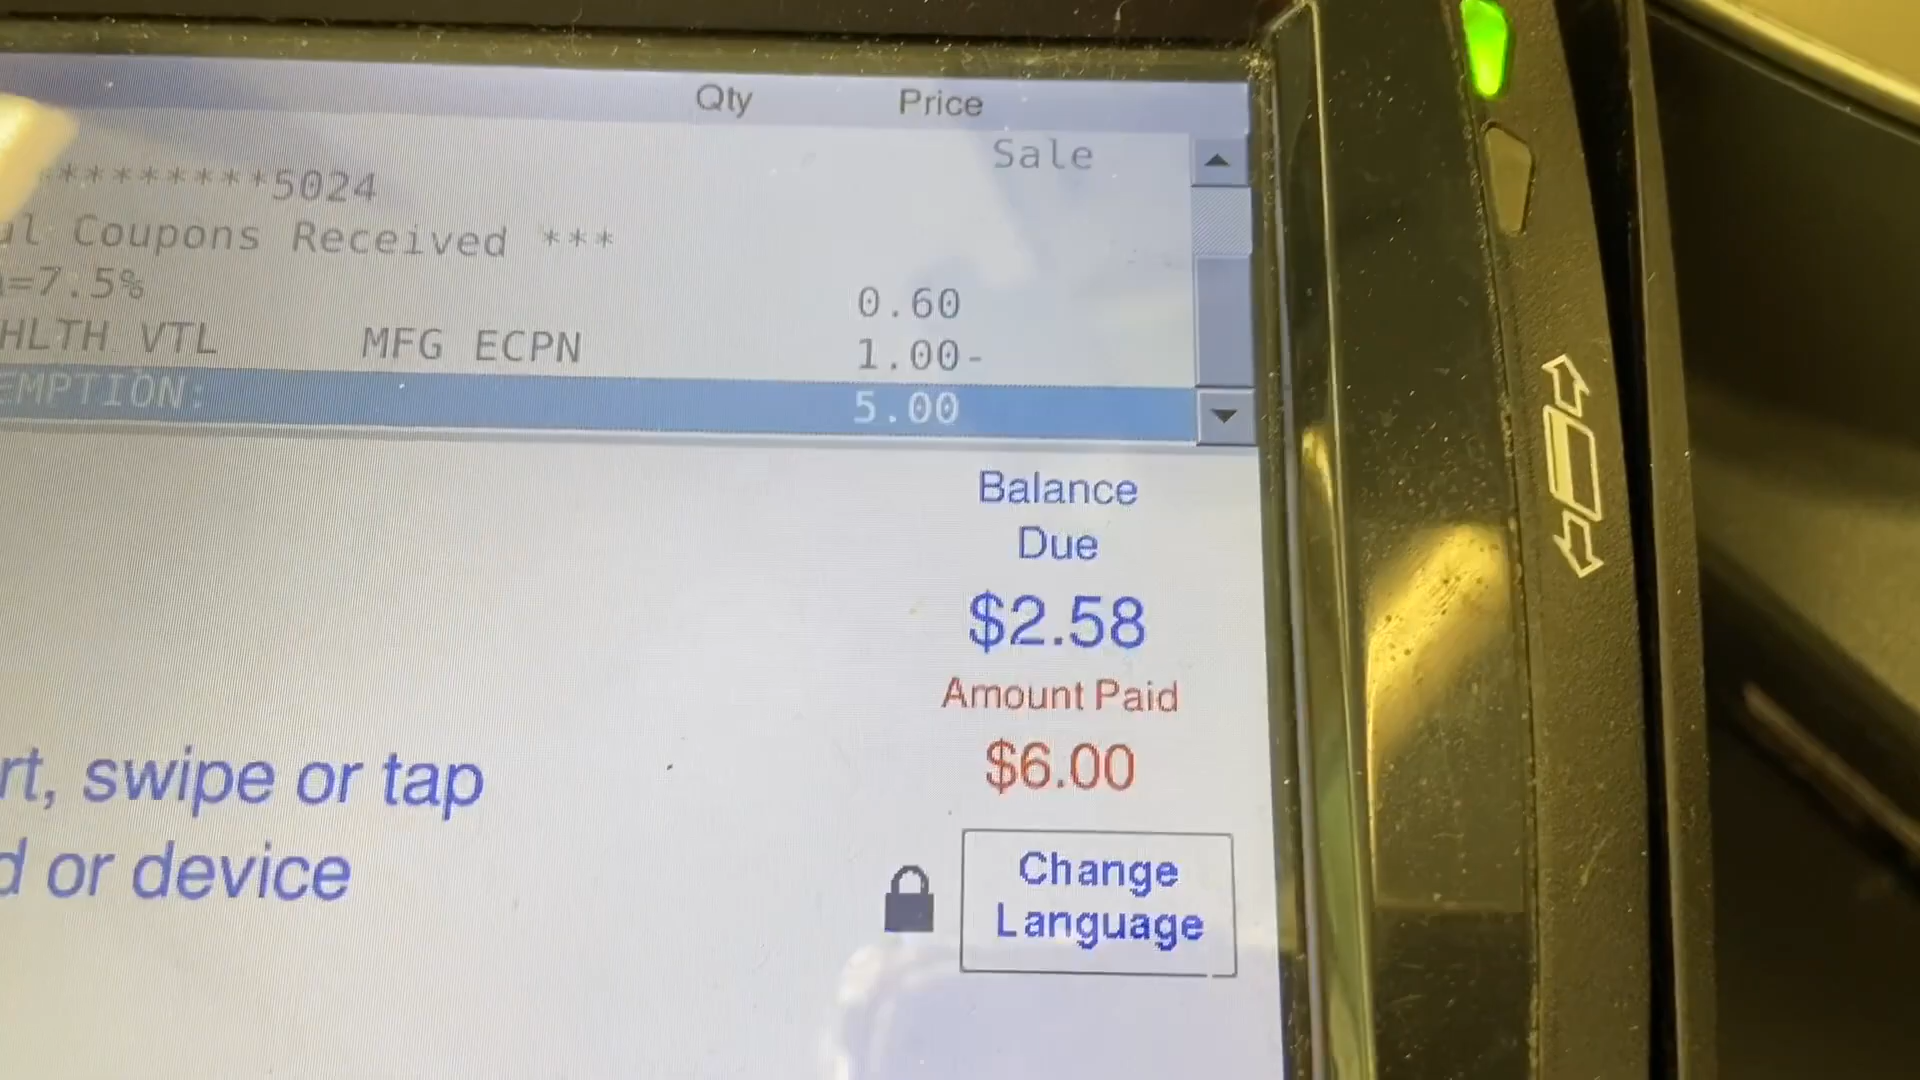 Qty Price
Sale
*********5024
Coupons Received ***
=7.5%
0.60
HLTH VTL MFG ECPN 1.00-
EMPTION: 5.00
Balance
Due
$2.58
Amount Paid
$6.00
rt, swipe or tap
d or device
Change
Language